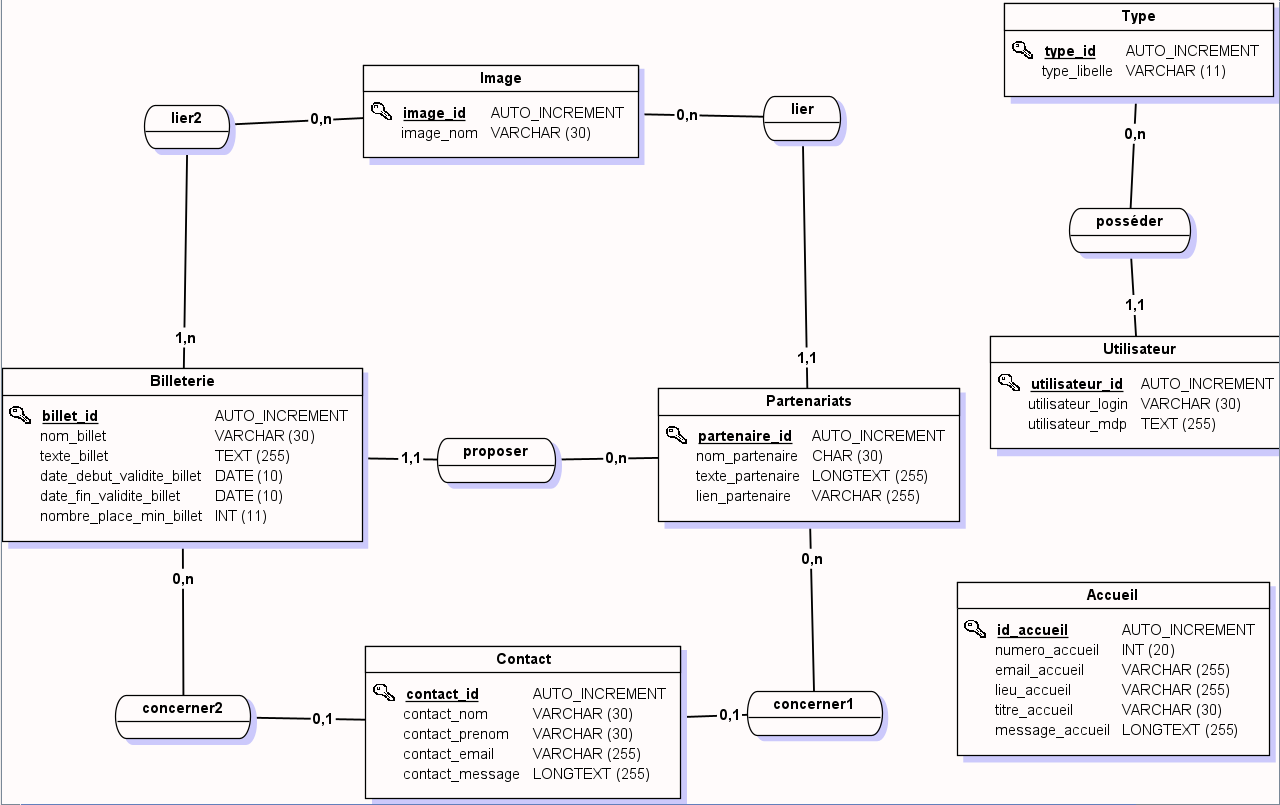 Type
type_id AUTO_INCREMENT
type_libelle VARCHAR (11)
Image
image_id AUTO_INCREMENT
image_nom VARCHAR (30)
lier2
0,n
0,n
lier
0,n
posséder
1,1
1,n
1,1
Utilisateur
utilisateur_id AUTO_INCREMENT
utilisateur_login VARCHAR (30)
utilisateur_mdp TEXT (255)
Billeterie
billet_id AUTO_INCREMENT
nom_billet VARCHAR (30)
texte_billet TEXT (255)
date_debut_validite_billet DATE (10)
date_fin_validite_billet DATE (10)
nombre_place_min_billet INT (11)
1,1
proposer
0,n
Partenariats
partenaire_id AUTO_INCREMENT
nom_partenaire CHAR (30)
texte_partenaire LONGTEXT (255)
lien_partenaire VARCHAR (255)
0,n
0,n
Accueil
id_accueil AUTO_INCREMENT
numero_accueil INT (20)
email_accueil VARCHAR (255)
lieu_accueil VARCHAR (255)
titre_accueil VARCHAR (30)
message_accueil LONGTEXT (255)
concerner2
0,1
Contact
contact_id AUTO_INCREMENT
contact_nom VARCHAR (30)
contact_prenom VARCHAR (30)
contact_email VARCHAR (255)
contact_message LONGTEXT (255)
0,1
concerner1